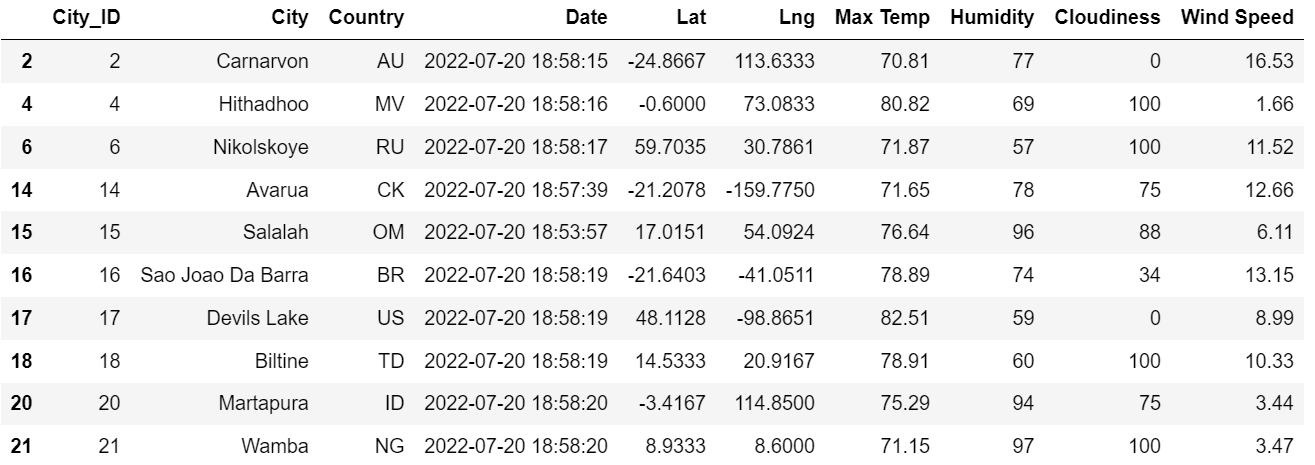 City_ID City Country Date Lat Lng Max Temp Humidity Cloudiness Wind Speed
2 2 Carnarvon AU 2022-07-20 18:58:15 -24.8667 113.6333 70.81 77 0 16.53
4 4 Hithadhoo MV 2022-07-20 18:58:16 -0.6000 73.0833 80.82 69 100 1.66
6 6 Nikolskoye RU 2022-07-20 18:58:17 59.7035 30.7861 71.87 57 100 11.52
14 14 Avarua CK 2022-07-20 18:57:39 -21.2078 -159.7750 71.65 78 75 12.66
15 15 Salalah OM 2022-07-20 18:53:57 17.0151 54.0924 76.64 96 88 6.11
16 16 Sao Joao Da Barra BR 2022-07-20 18:58:19 -21.6403 -41.0511 78.89 74 34 13.15
17 17 Devils Lake US 2022-07-20 18:58:19 48.1128 -98.8651 82.51 59 0 8.99
18 18 Biltine TD 2022-07-20 18:58:19 14.5333 20.9167 78.91 60 100 10.33
20 20 Martapura ID 2022-07-20 18:58:20 -3.4167 114.8500 75.29 94 75 3.44
21 21 Wamba NG 2022-07-20 18:58:20 8.9333 8.6000 71.15 97 100 3.47